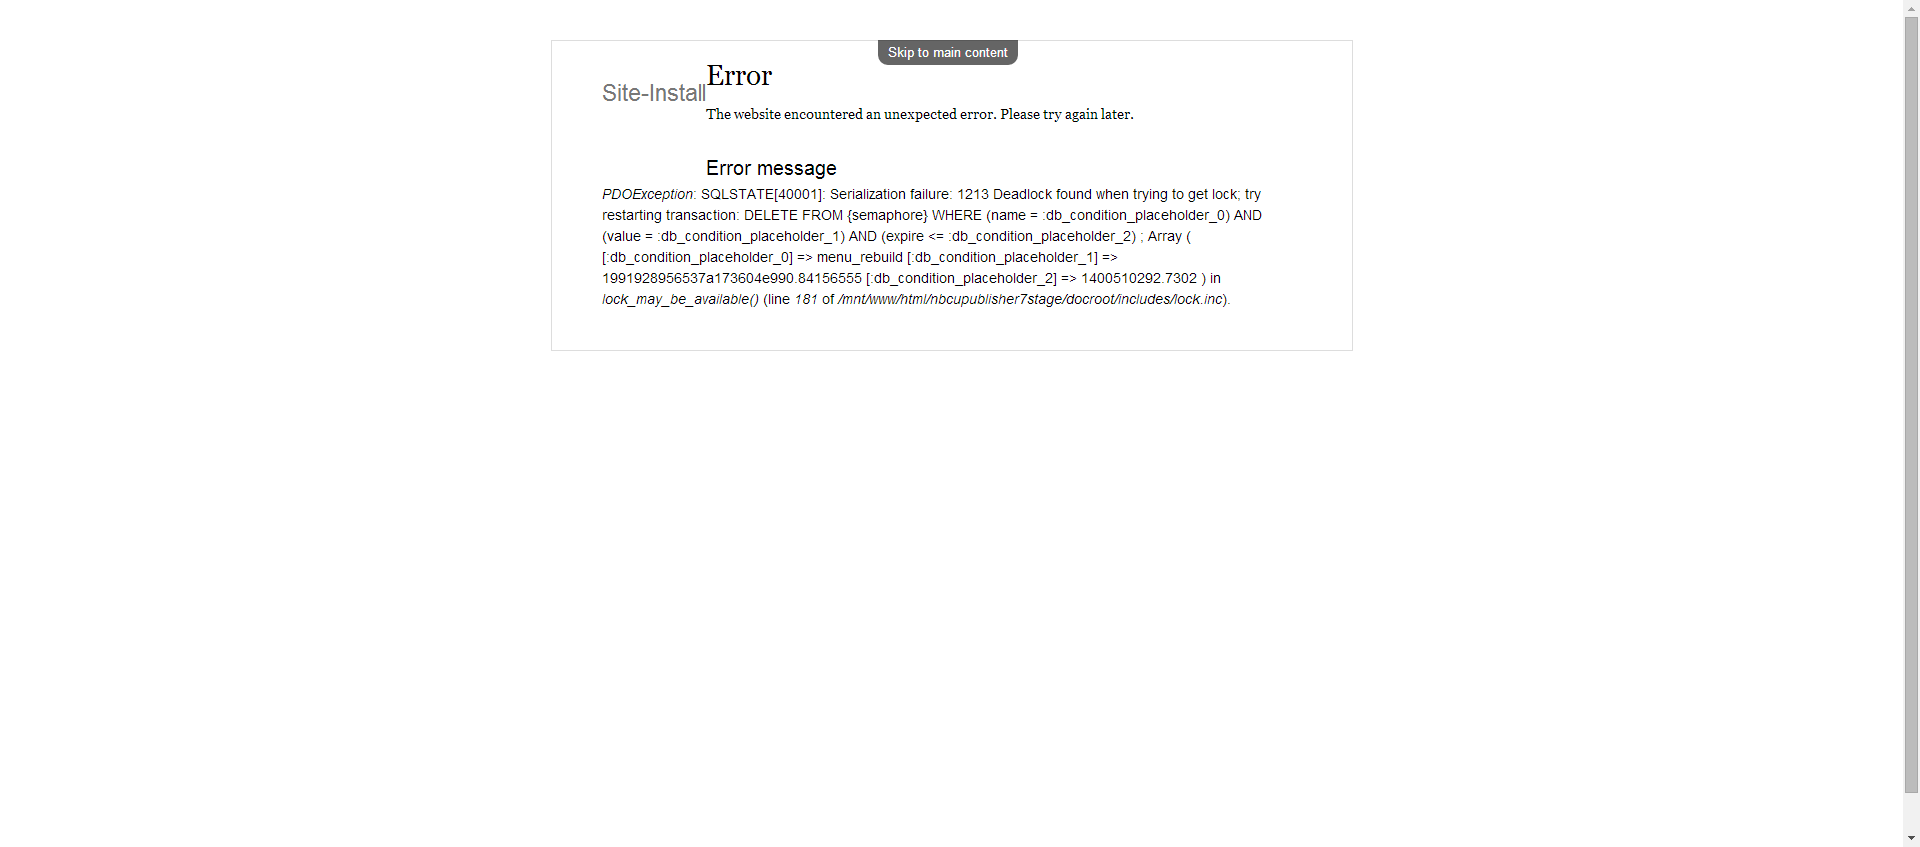 Skip to main content
Error
Site-Install
The website encountered an unexpected error. Please try again later.
Error message
PDOException: SQLSTATE[40001]: Serialization failure: 1213 Deadlock found when trying to get lock; try
restarting transaction: DELETE FROM {semaphore} WHERE (name = :db_condition_placeholder_0) AND
(value = :db_condition_placeholder_1) AND (expire <= :db_condition_placeholder_2) ; Array (
[:db_condition_placeholder_0] => menu_rebuild [:db_condition_placeholder_1] =>
1991928956537a173604e990.84156555 [:db_condition_placeholder_2] => 1400510292.7302 ) in
lock_may_be_available() (line 181 of /mnt/www/html/nbcupublisher7stage/docroot/includes/lock.inc).